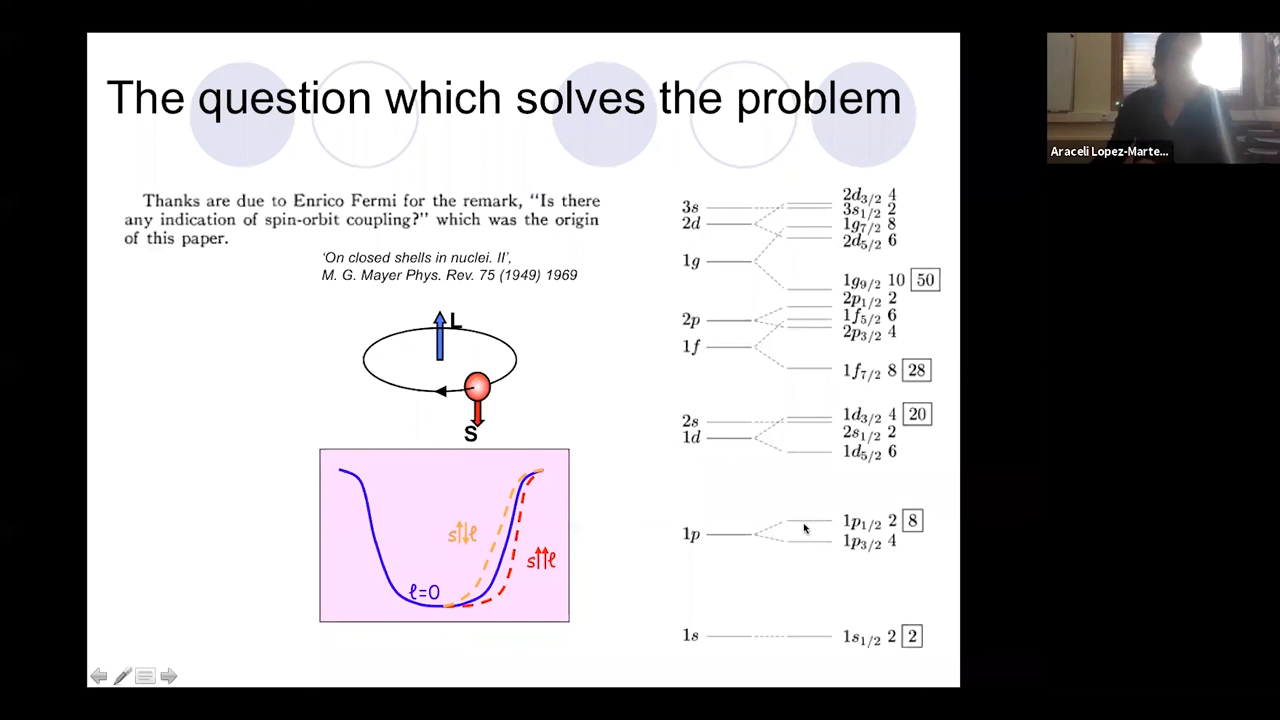 The question which solves the problem
Araceli Lopez-Marte...
Thanks are due to Enrico Fermi for the remark, “Is there
any indication of spin-orbit coupling?” which was the origin
of this paper.
‘On closed shells in nuclei. II’,
M. G. Mayer Phys. Rev. 75 (1949) 1969
L
S
s↑↓ℓ
s↑↑ℓ
ℓ=0
3s
2d
1g
2p
1f
2s
1d
1p
1s
2d3/2 4
3s1/2 2
1g7/2 8
2d5/2 6
1g9/2 10 50
2p1/2 2
1f5/2 6
2p3/2 4
1f7/2 8 28
1d3/2 4 20
2s1/2 2
1d5/2 6
1p1/2 2 8
1p3/2 4
1s1/2 2 2